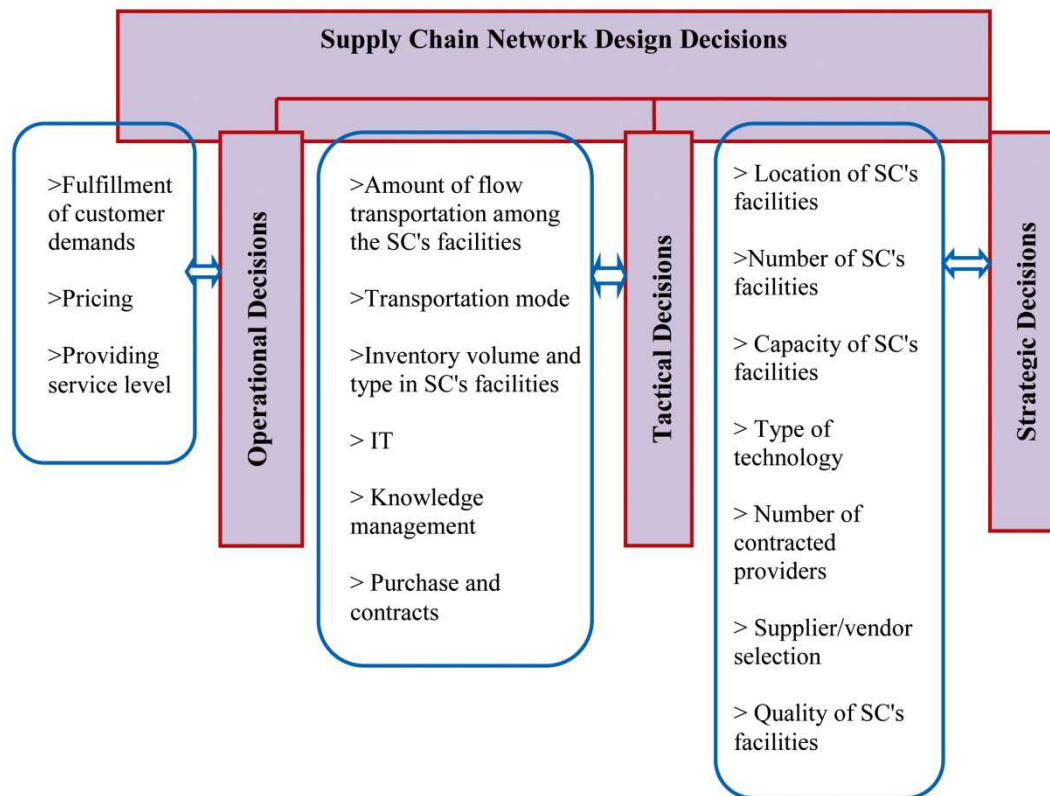 Supply Chain Network Design Decisions
>Fulfillment
of customer
demands
>Pricing
>Providing
service level
Operational Decisions
>Amount of flow
transportation among
the SC's facilities
>Transportation mode
>Inventory volume and
type in SC's facilities
> IT
> Knowledge
management
> Purchase and
contracts
Tactical Decisions
> Location of SC's
facilities
>Number of SC's
facilities
> Capacity of SC's
facilities
> Type of
technology
> Number of
contracted
providers
> Supplier/vendor
selection
> Quality of SC's
facilities
Strategic Decisions